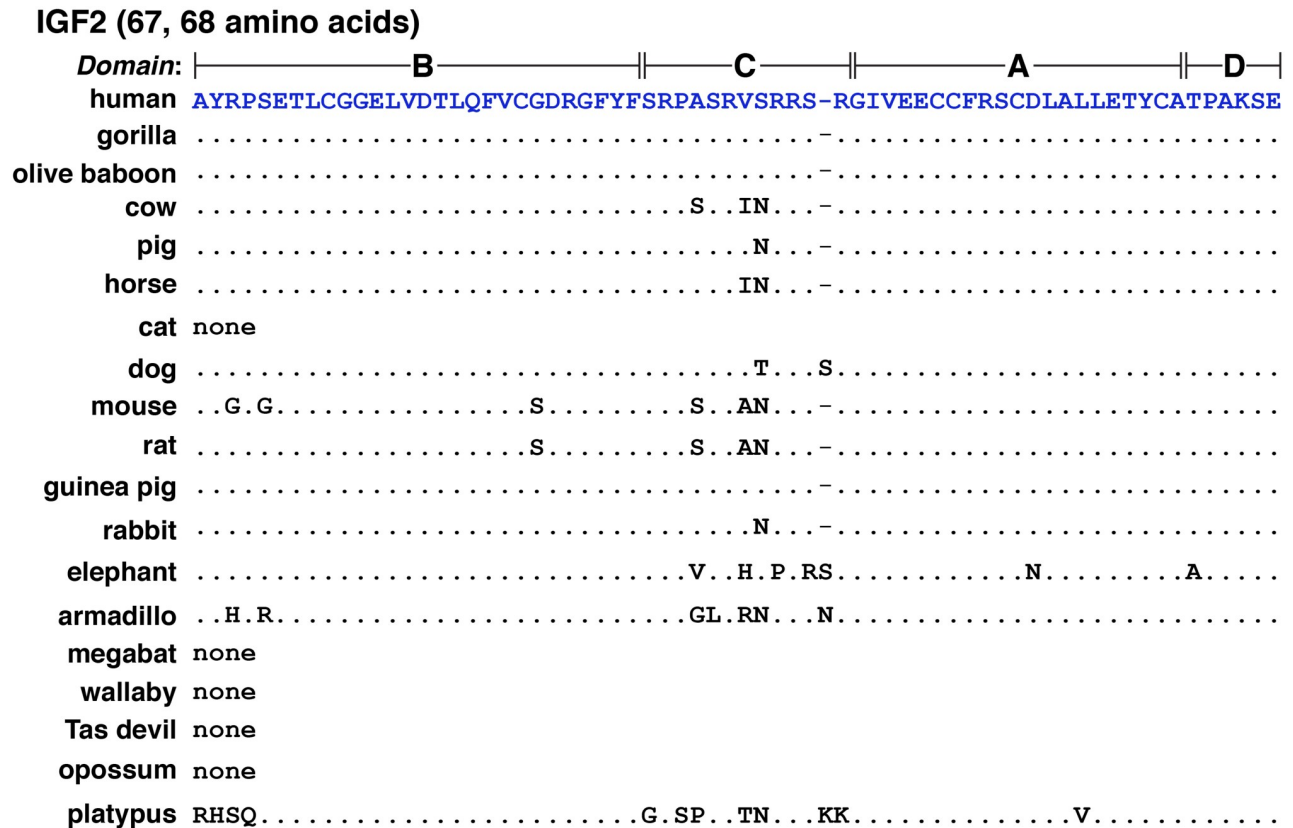 IGF2 (67, 68 amino acids)
Domain: B C A D
human AYRPSETLCGGELVDTLQFVCGDRGFYFSRPASRVSRRS-RGIVEECCFRSCDLALLETYCATPAKSE
gorilla .......................................-............................
olive baboon .......................................-............................
cow ...............................S..IN...-............................
pig ...................................N...-............................
horse ..................................IN...-............................
cat none
dog ...................................T...S............................
mouse ..G.G................S.........S..AN...-............................
rat .....................S.........S..AN...-............................
guinea pig .......................................-............................
rabbit ...................................N...-............................
elephant ...............................V..H.P.RS............N.........A.....
armadillo ..H.R..........................GL.RN...N............................
megabat none
wallaby none
Tas devil none
opossum none
platypus RHSQ........................G.SP..TN...KK..............V............